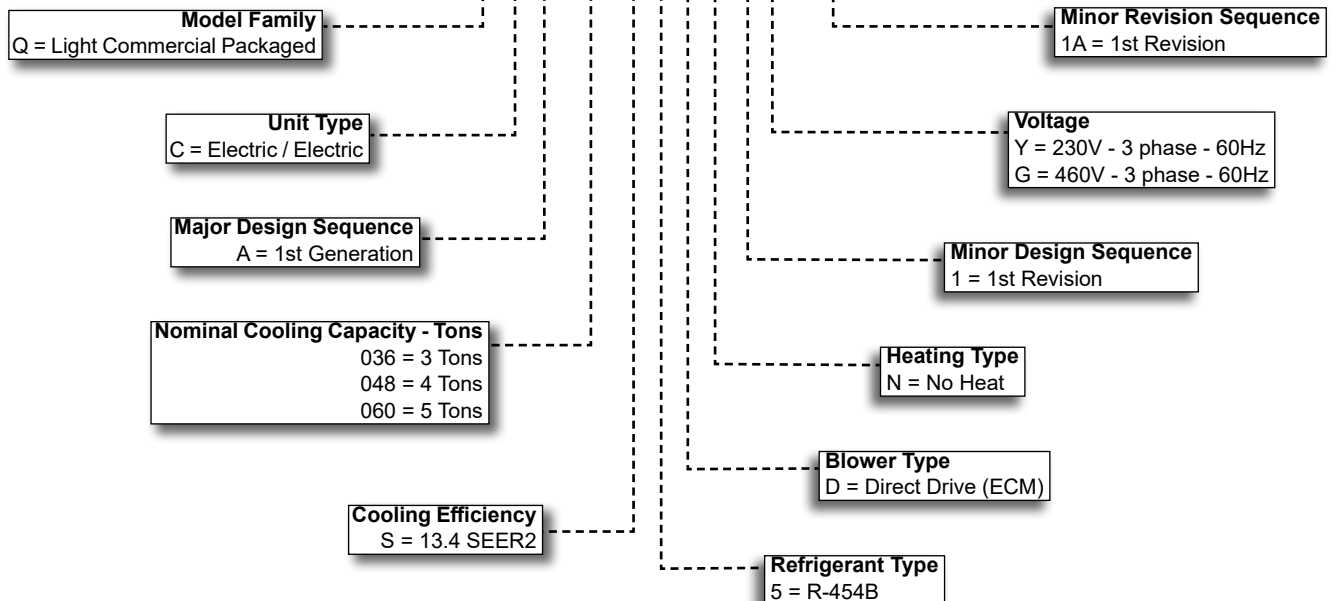 Model Family
Q = Light Commercial Packaged
Unit Type
C = Electric / Electric
Major Design Sequence
A = 1st Generation
Nominal Cooling Capacity - Tons
036 = 3 Tons
048 = 4 Tons
060 = 5 Tons
Cooling Efficiency
S = 13.4 SEER2
Minor Revision Sequence
1A = 1st Revision
Voltage
Y = 230V - 3 phase - 60Hz
G = 460V - 3 phase - 60Hz
Minor Design Sequence
1 = 1st Revision
Heating Type
N = No Heat
Blower Type
D = Direct Drive (ECM)
Refrigerant Type
5 = R-454B